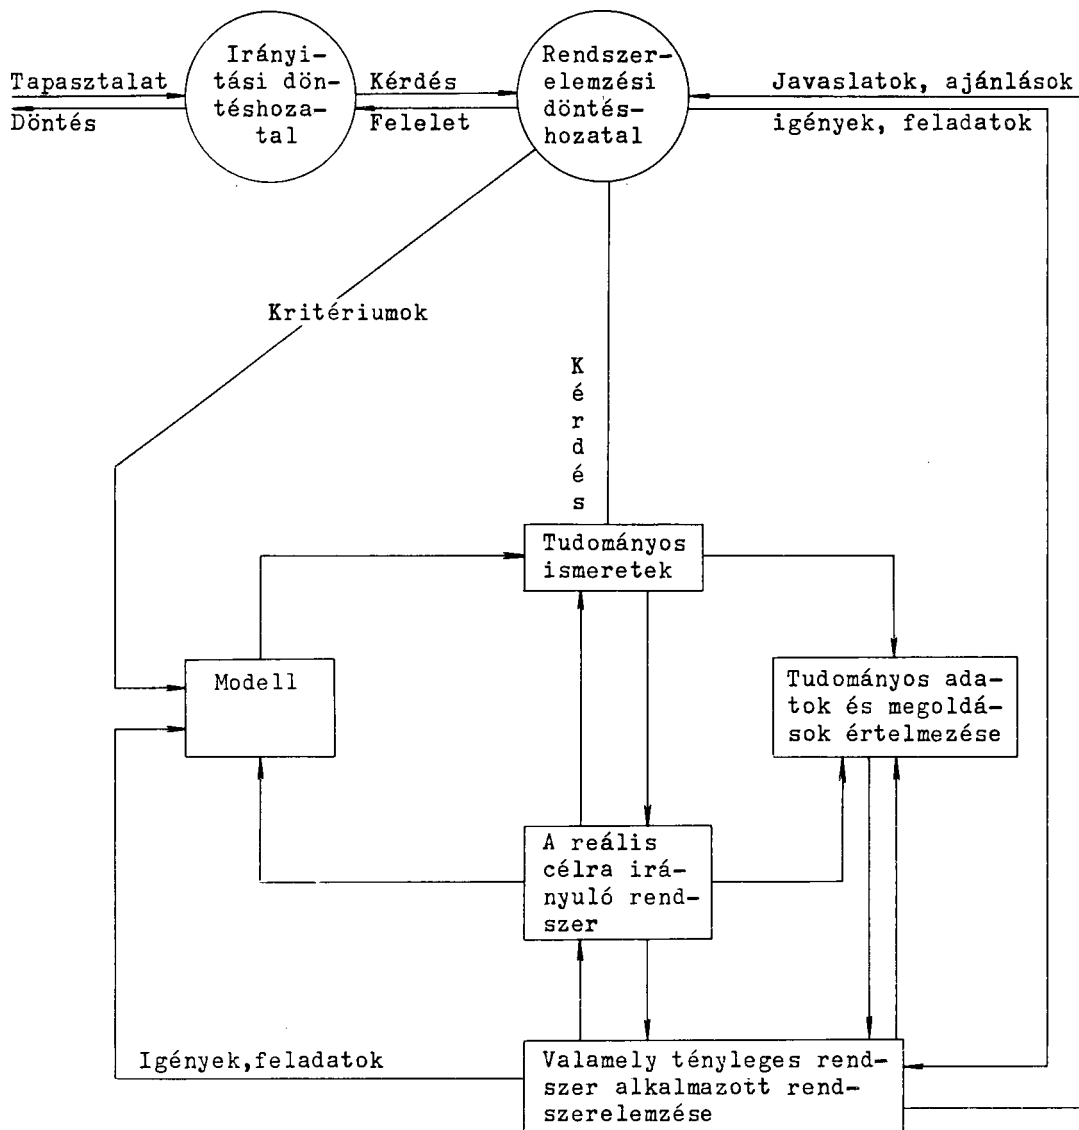 Tapasztalat
Döntés
Irányi-
tási dön-
téshoza-
tal
Kérdés
Felelet
Rendszer-
elemzési
döntés-
hozatal
Javaslatok, ajánlások
igények, feladatok
Kritériumok
Kérdés
Tudományos
ismeretek
Modell
Tudományos ada-
tok és megoldá-
sok értelmezése
A reális
célra irá-
nyuló rend-
szer
Igények,feladatok
Valamely tényleges rend-
szer alkalmazott rend-
szerelemzése